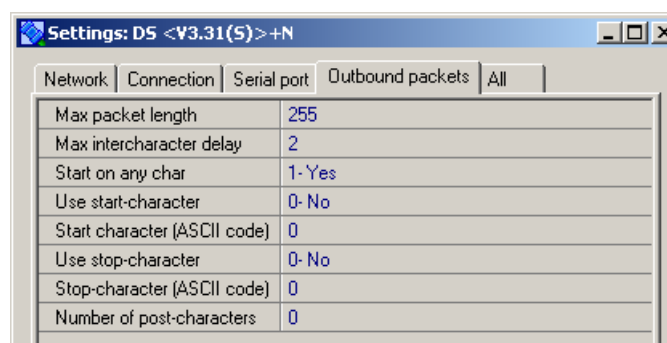 Settings: DS <V3.31(S)>+N
Network Connection Serial port Outbound packets All
Max packet length 255
Max intercharacter delay 2
Start on any char 1- Yes
Use start-character 0- No
Start character (ASCII code) 0
Use stop-character 0- No
Stop-character (ASCII code) 0
Number of post-characters 0